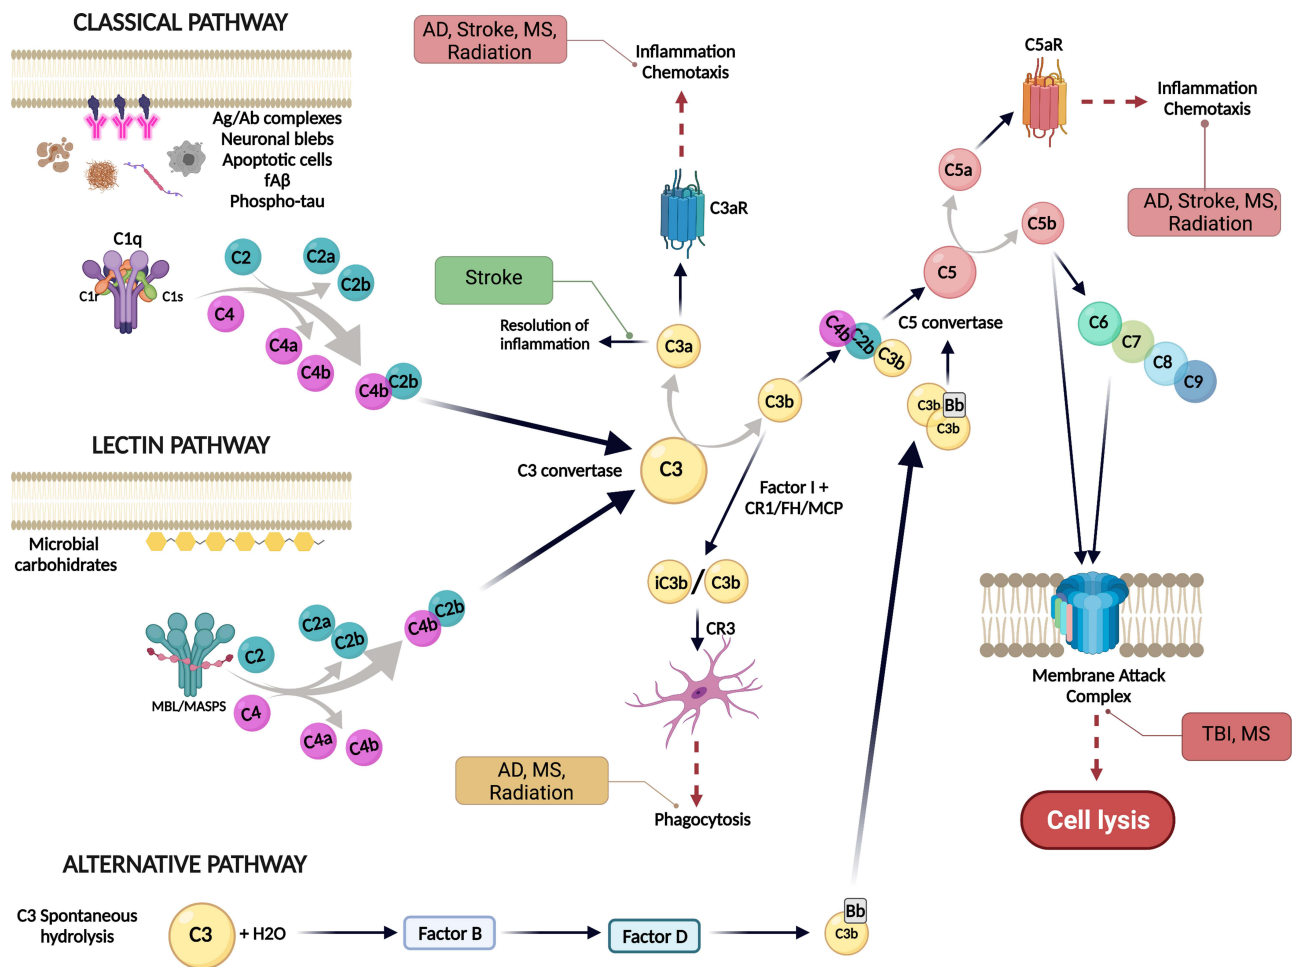 CLASSICAL PATHWAY
Ag/Ab complexes
Neuronal blebs
Apoptotic cells
fAβ
Phospho-tau
C1q
C1r
C1s
C2
C4
C2a
C2b
C4a
C4b
C4b
C2b
LECTIN PATHWAY
Microbial
carbohidrates
MBL/MASPS
C2
C4
C2a
C2b
C4b
C2b
C4a
C4b
ALTERNATIVE PATHWAY
C3 Spontaneous
hydrolysis
C3
+ H2O
Factor B
Factor D
Bb
C3b
AD, Stroke, MS,
Radiation
Inflammation
Chemotaxis
C3aR
Stroke
Resolution of
inflammation
C3a
C3 convertase
C3
C3b
Factor I +
CR1/FH/MCP
iC3b
/
C3b
CR3
AD, MS,
Radiation
Phagocytosis
C4b
C2b
C3b
C5 convertase
C3b
Bb
C3b
C5
C5a
C5b
C5aR
Inflammation
Chemotaxis
AD, Stroke, MS,
Radiation
C6
C7
C8
C9
Membrane Attack
Complex
TBI, MS
Cell lysis